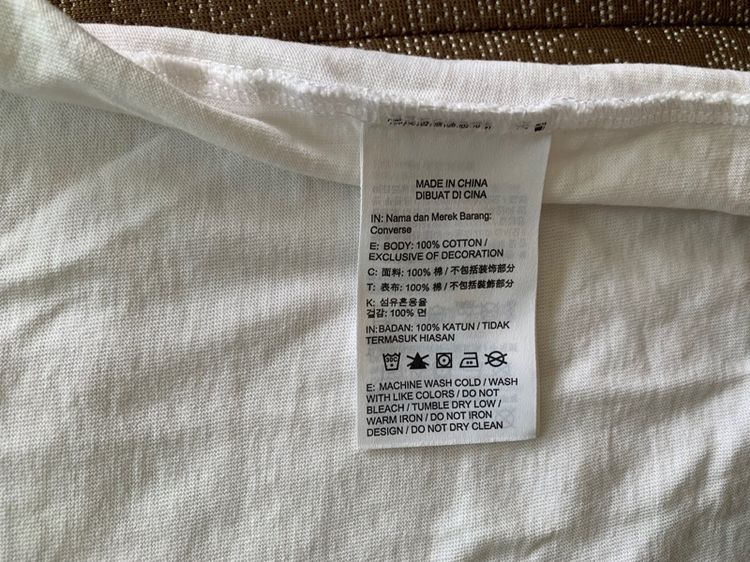 MADE IN CHINA
DIBUAT DI CINA
IN: Nama dan Merek Barang:
Converse
E: BODY: 100% COTTON /
EXCLUSIVE OF DECORATION
C: 面料: 100% 棉 / 不包括装饰部分
T: 表布: 100% 棉 / 不包括裝飾部分
K: 섬유혼용율
겉감: 100% 면
IN:BADAN: 100% KATUN / TIDAK
TERMASUK HIASAN
30C
E: MACHINE WASH COLD / WASH
WITH LIKE COLORS / DO NOT
BLEACH / TUMBLE DRY LOW /
WARM IRON / DO NOT IRON
DESIGN / DO NOT DRY CLEAN